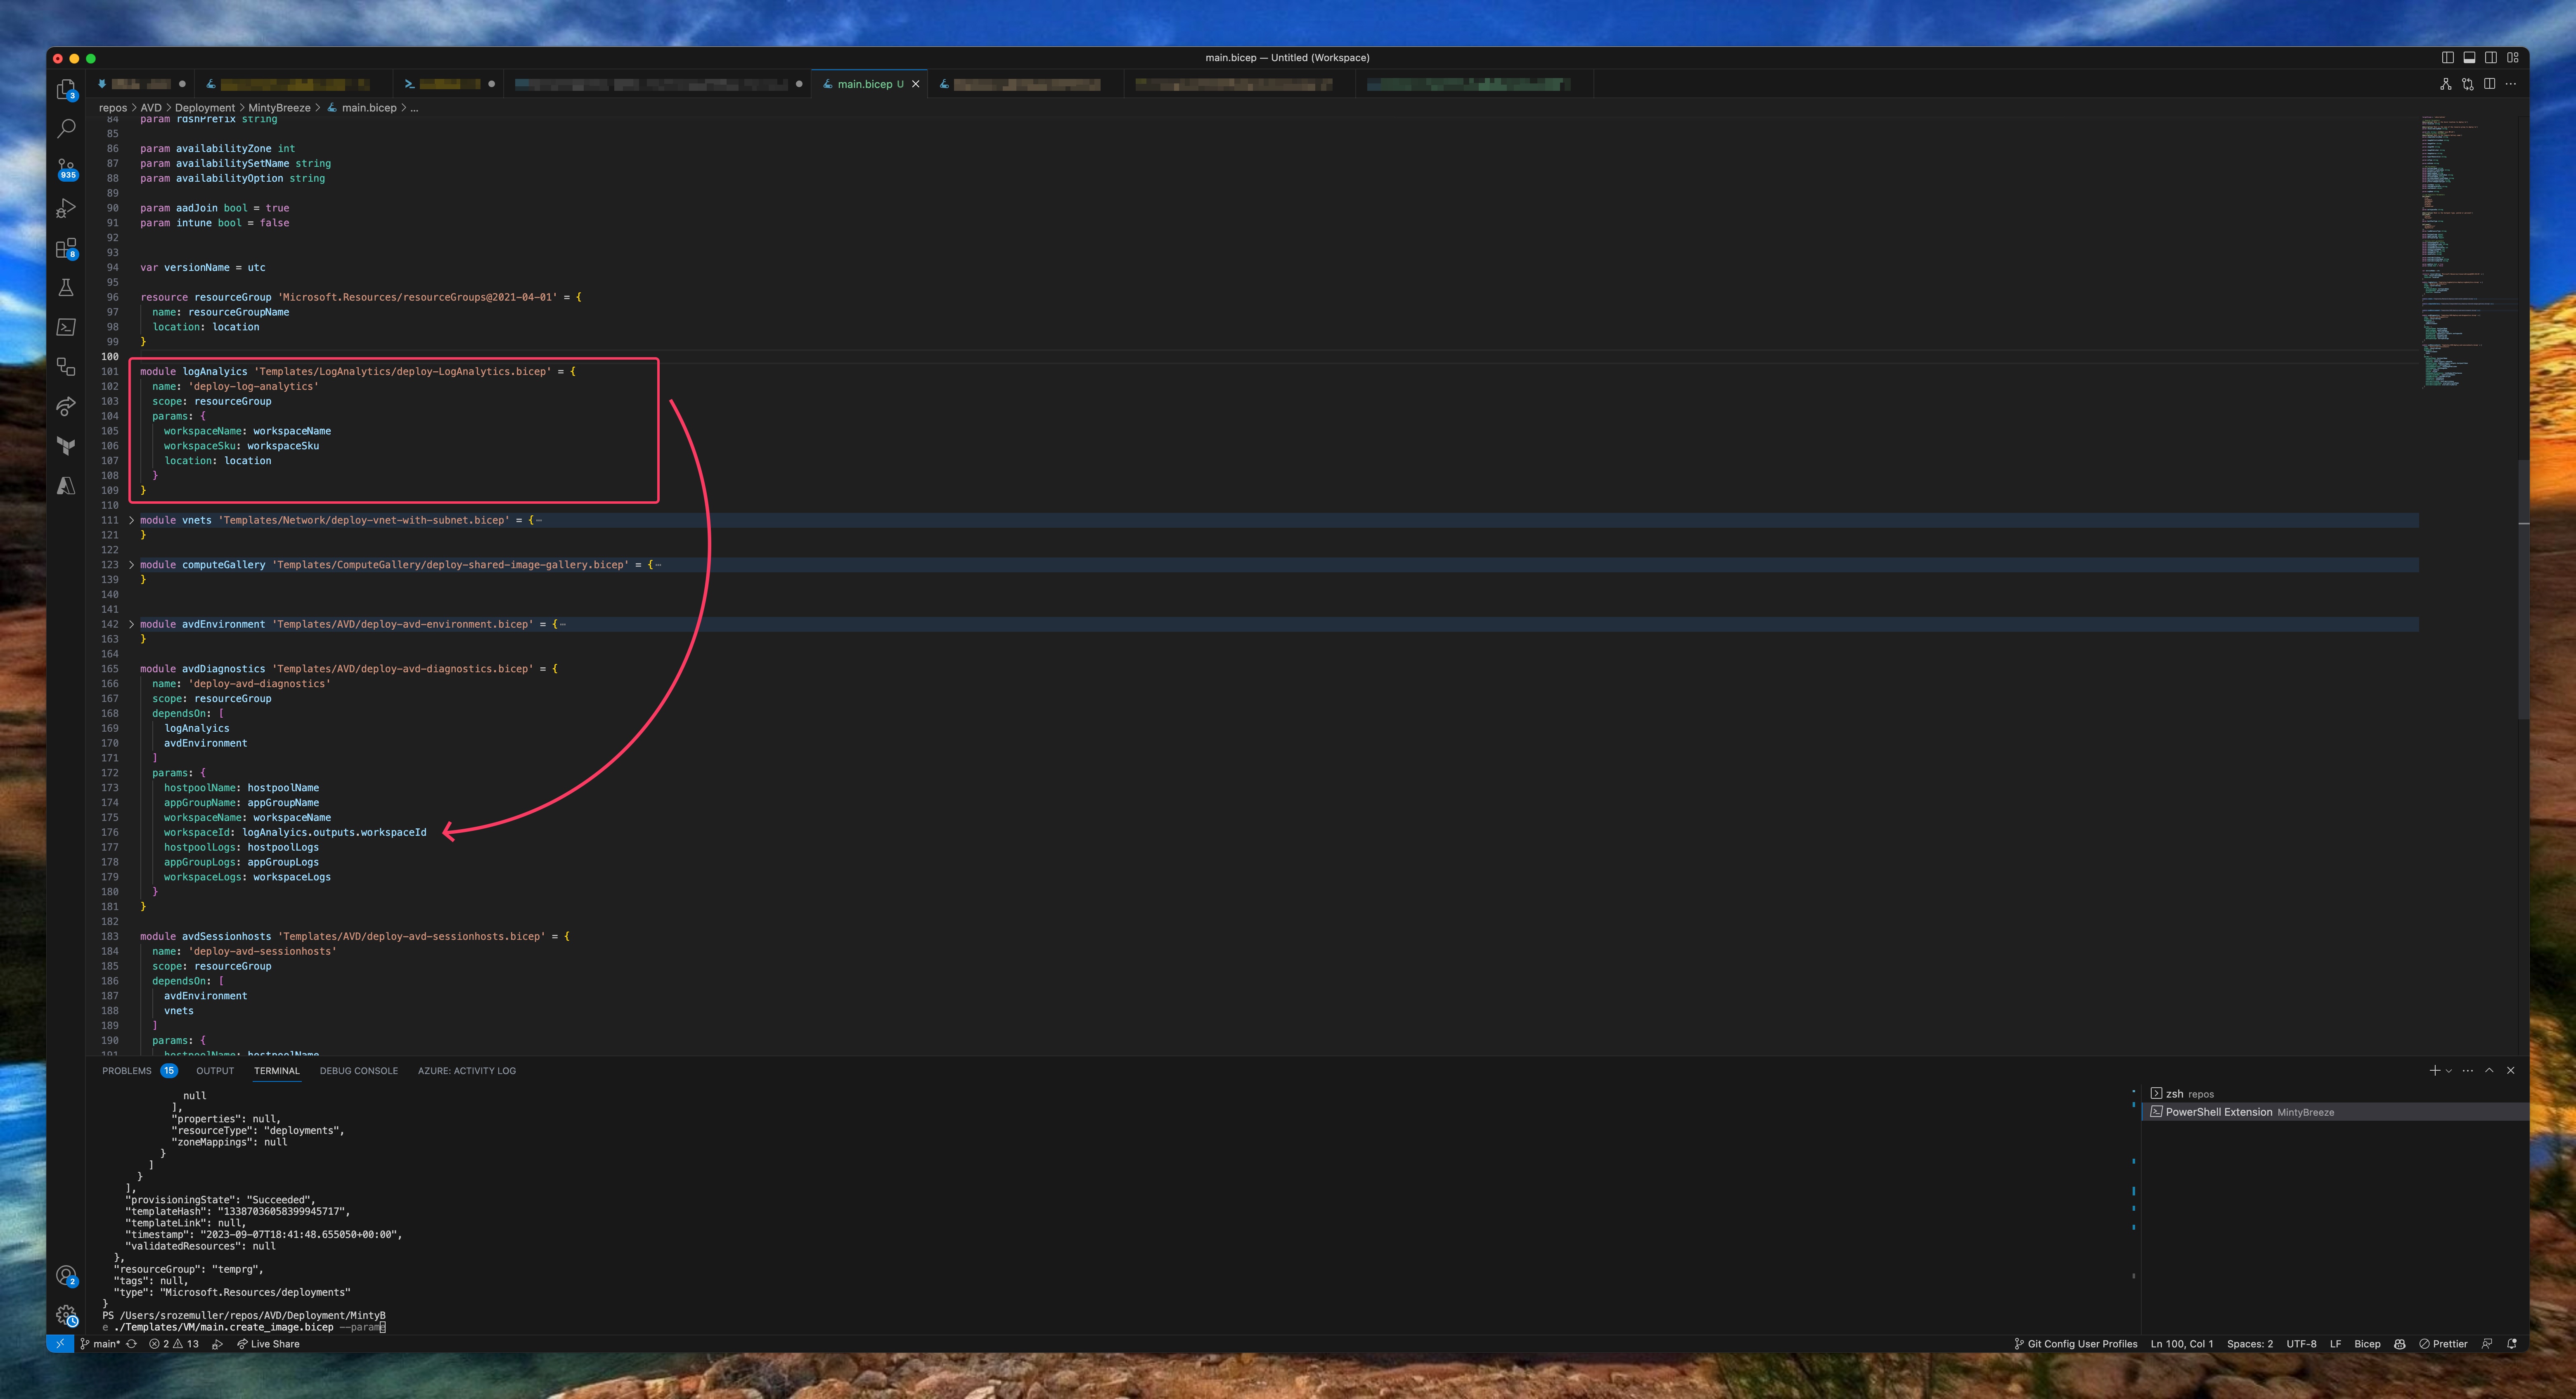 main.bicep — Untitled (Workspace)
main.bicep U
repos > AVD > Deployment > MintyBreeze > main.bicep > ...
3
935
8
2
84 param rdshPrefix string
85
86 param availabilityZone int
87 param availabilitySetName string
88 param availabilityOption string
89
90 param aadJoin bool = true
91 param intune bool = false
92
93
94 var versionName = utc
95
96 resource resourceGroup 'Microsoft.Resources/resourceGroups@2021-04-01' = {
97 name: resourceGroupName
98 location: location
99 }
100
101 module logAnalyics 'Templates/LogAnalytics/deploy-LogAnalytics.bicep' = {
102 name: 'deploy-log-analytics'
103 scope: resourceGroup
104 params: {
105 workspaceName: workspaceName
106 workspaceSku: workspaceSku
107 location: location
108 }
109 }
110
111 > module vnets 'Templates/Network/deploy-vnet-with-subnet.bicep' = {⋯
121 }
122
123 > module computeGallery 'Templates/ComputeGallery/deploy-shared-image-gallery.bicep' = {⋯
139 }
140
141
142 > module avdEnvironment 'Templates/AVD/deploy-avd-environment.bicep' = {⋯
163 }
164
165 module avdDiagnostics 'Templates/AVD/deploy-avd-diagnostics.bicep' = {
166 name: 'deploy-avd-diagnostics'
167 scope: resourceGroup
168 dependsOn: [
169 logAnalyics
170 avdEnvironment
171 ]
172 params: {
173 hostpoolName: hostpoolName
174 appGroupName: appGroupName
175 workspaceName: workspaceName
176 workspaceId: logAnalyics.outputs.workspaceId
177 hostpoolLogs: hostpoolLogs
178 appGroupLogs: appGroupLogs
179 workspaceLogs: workspaceLogs
180 }
181 }
182
183 module avdSessionhosts 'Templates/AVD/deploy-avd-sessionhosts.bicep' = {
184 name: 'deploy-avd-sessionhosts'
185 scope: resourceGroup
186 dependsOn: [
187 avdEnvironment
188 vnets
189 ]
190 params: {
191 hostpoolName: hostpoolName
PROBLEMS 15 OUTPUT TERMINAL DEBUG CONSOLE AZURE: ACTIVITY LOG
null
],
"properties": null,
"resourceType": "deployments",
"zoneMappings": null
}
]
}
],
"provisioningState": "Succeeded",
"templateHash": "13387036058399945717",
"templateLink": null,
"timestamp": "2023-09-07T18:41:48.655050+00:00",
"validatedResources": null
},
"resourceGroup": "temprg",
"tags": null,
"type": "Microsoft.Resources/deployments"
}
PS /Users/srozemuller/repos/AVD/Deployment/MintyB
e ./Templates/VM/main.create_image.bicep --param
zsh repos
PowerShell Extension MintyBreeze
main* 2 13 Live Share
Git Config User Profiles Ln 100, Col 1 Spaces: 2 UTF-8 LF Bicep Prettier